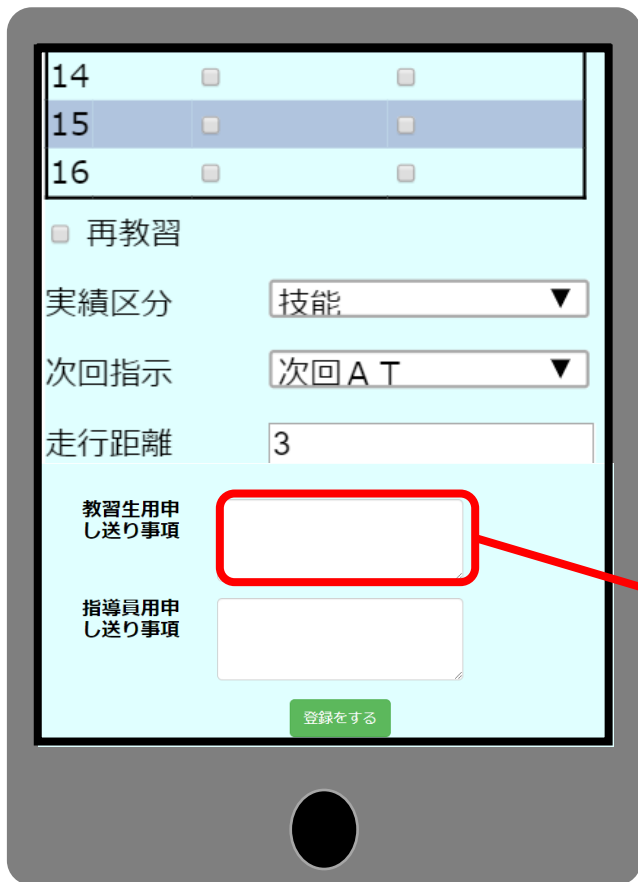 14
15
16
再教習
実績区分 技能 ▼
次回指示 次回AT ▼
走行距離 3
教習生用申
し送り事項
指導員用申
し送り事項
登録をする